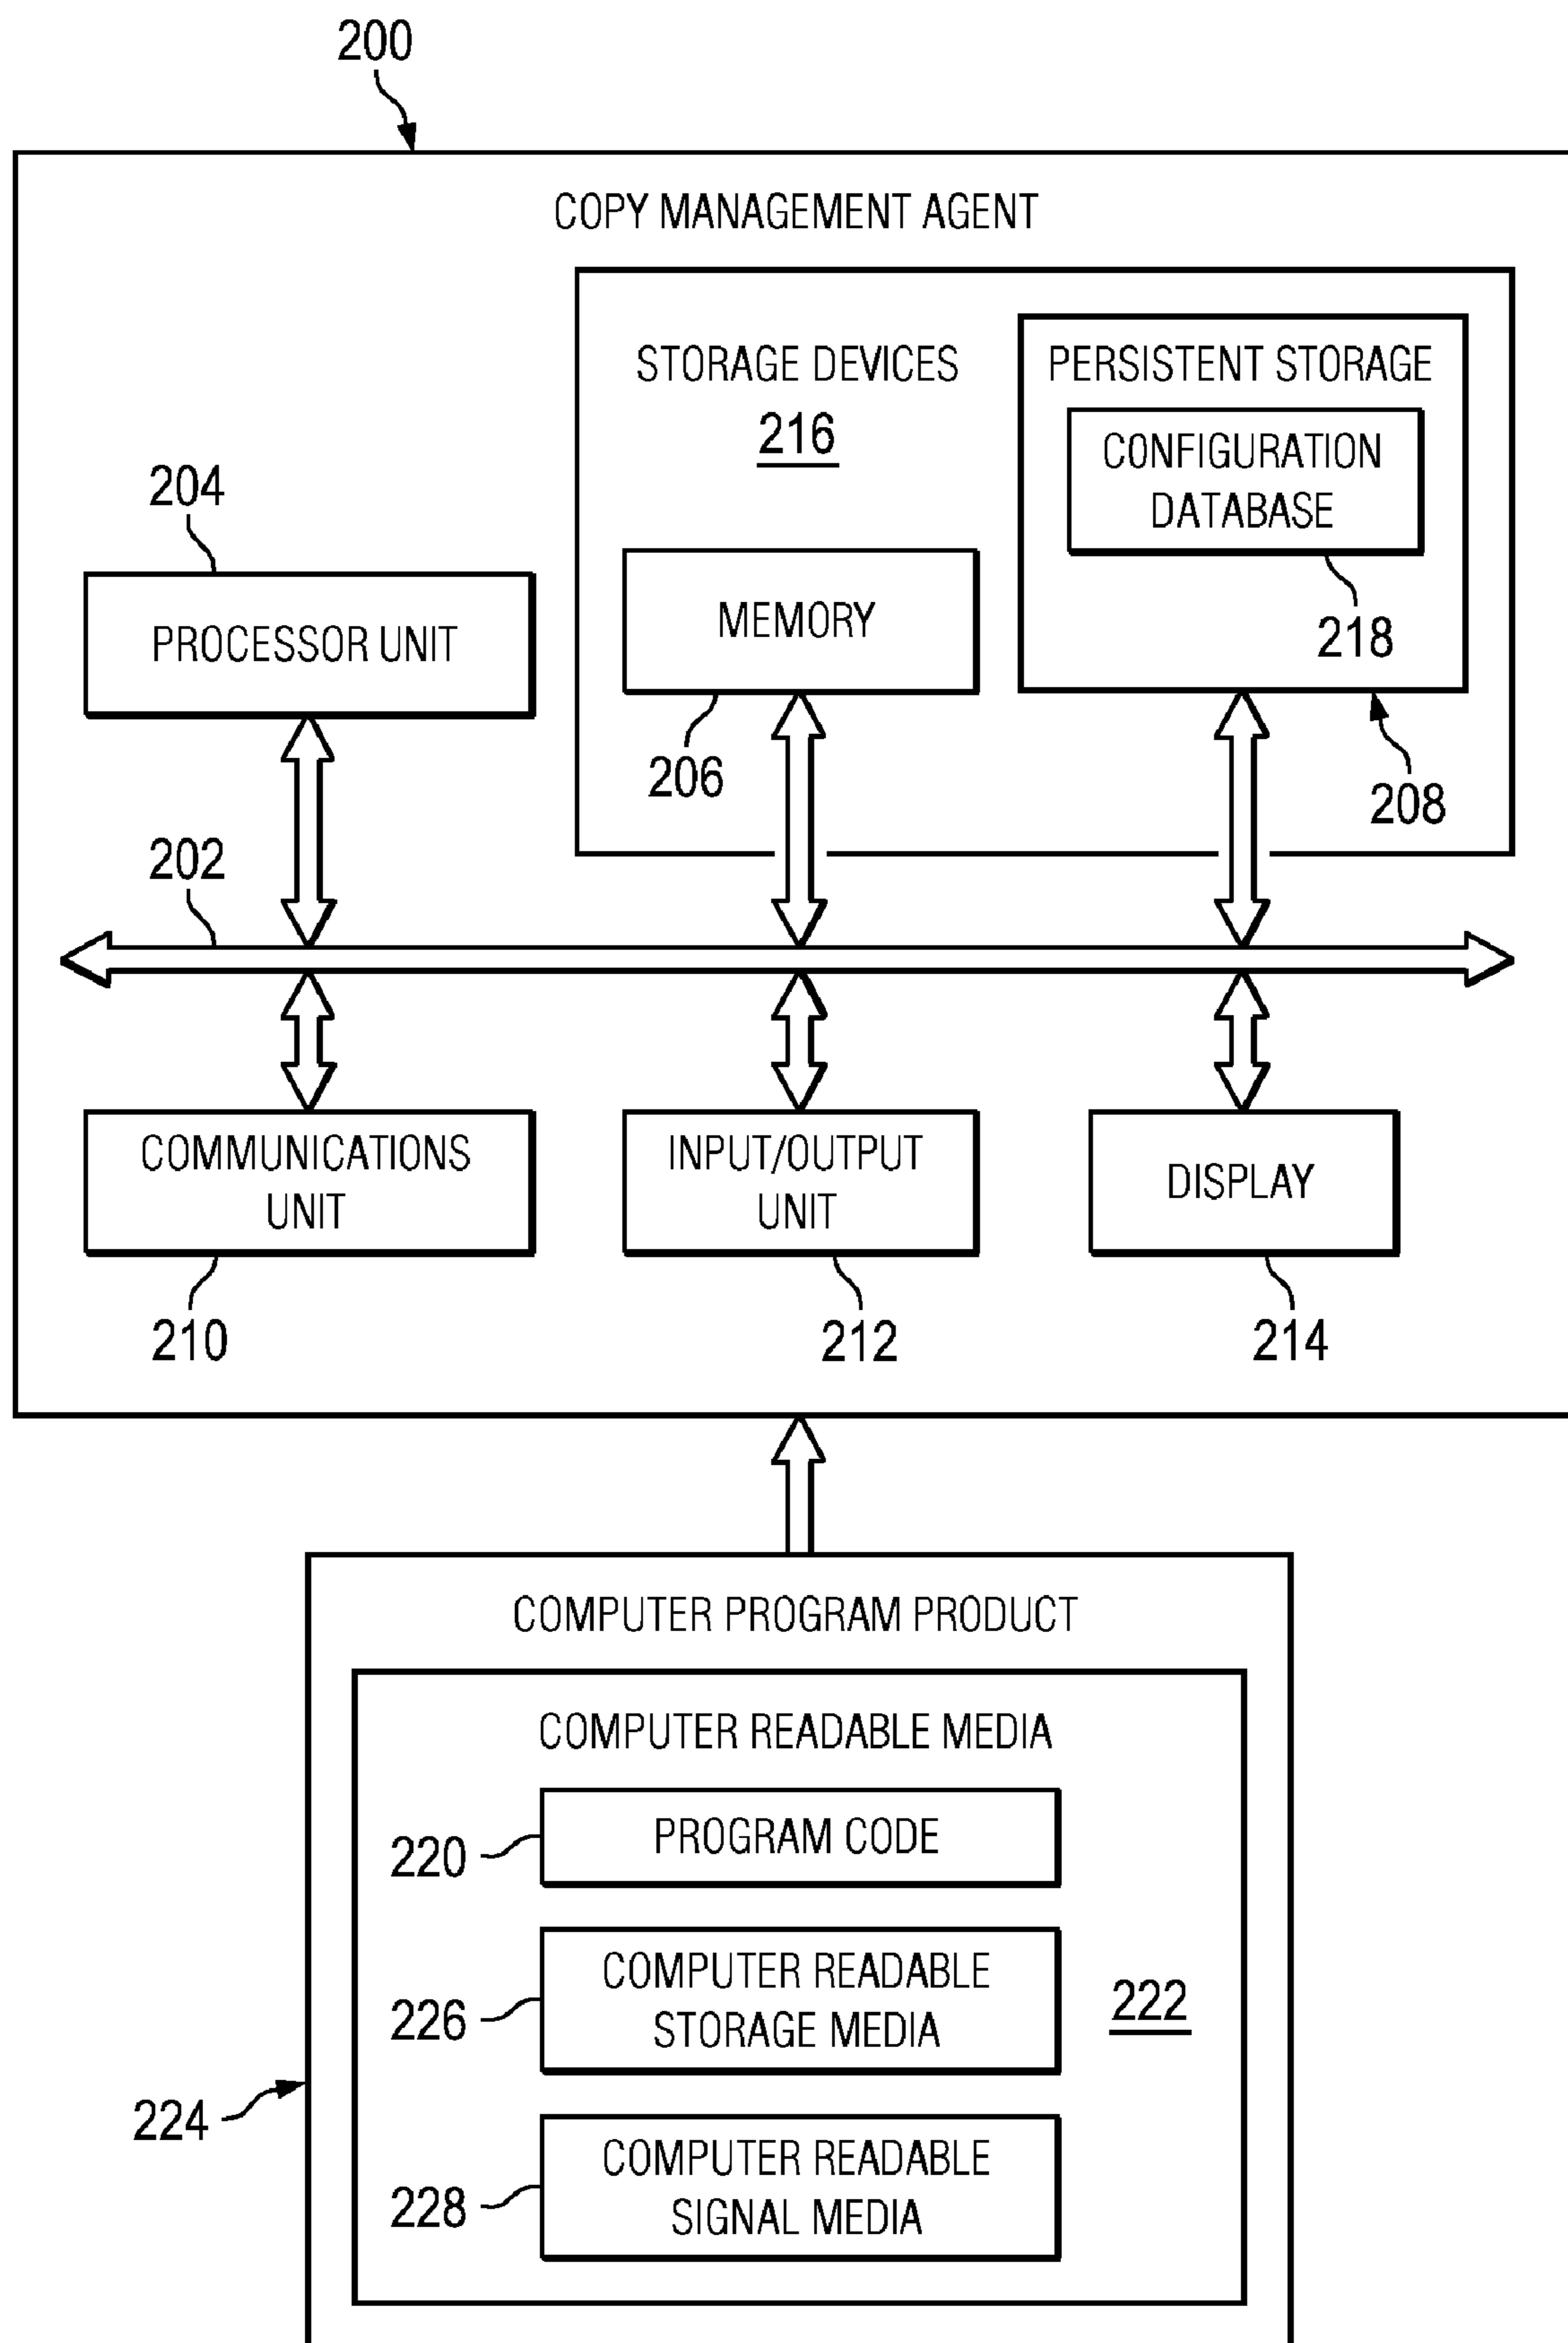 200
COPY MANAGEMENT AGENT
STORAGE DEVICES
216
PERSISTENT STORAGE
CONFIGURATION
DATABASE
218
204
PROCESSOR UNIT
MEMORY
206
208
202
COMMUNICATIONS
UNIT
210
INPUT/OUTPUT
UNIT
212
DISPLAY
214
COMPUTER PROGRAM PRODUCT
COMPUTER READABLE MEDIA
220
PROGRAM CODE
226
COMPUTER READABLE
STORAGE MEDIA
222
224
228
COMPUTER READABLE
SIGNAL MEDIA